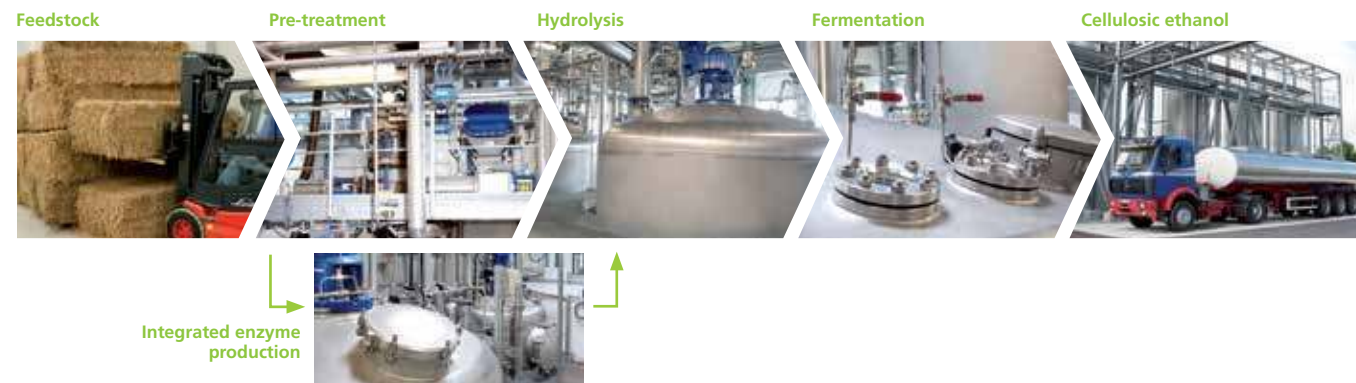 Feedstock
Pre-treatment
Hydrolysis
Fermentation
Cellulosic ethanol
Integrated enzyme
production